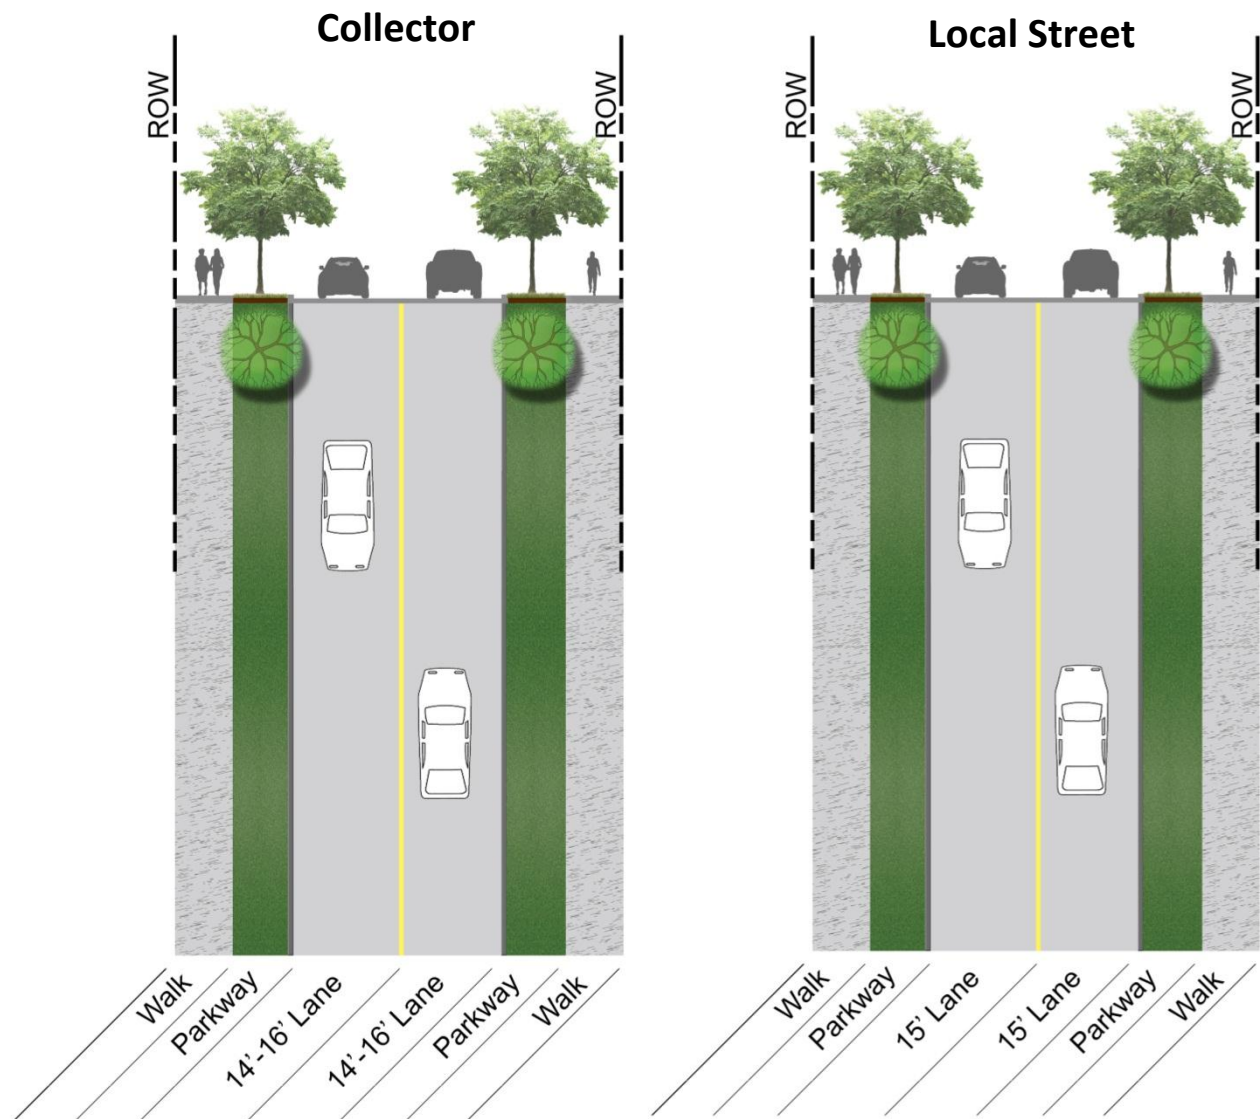 Collector
ROW
ROW
Walk
Parkway
14’-16’ Lane
14’-16’ Lane
Parkway
Walk
Local Street
ROW
ROW
Walk
Parkway
15’ Lane
15’ Lane
Parkway
Walk